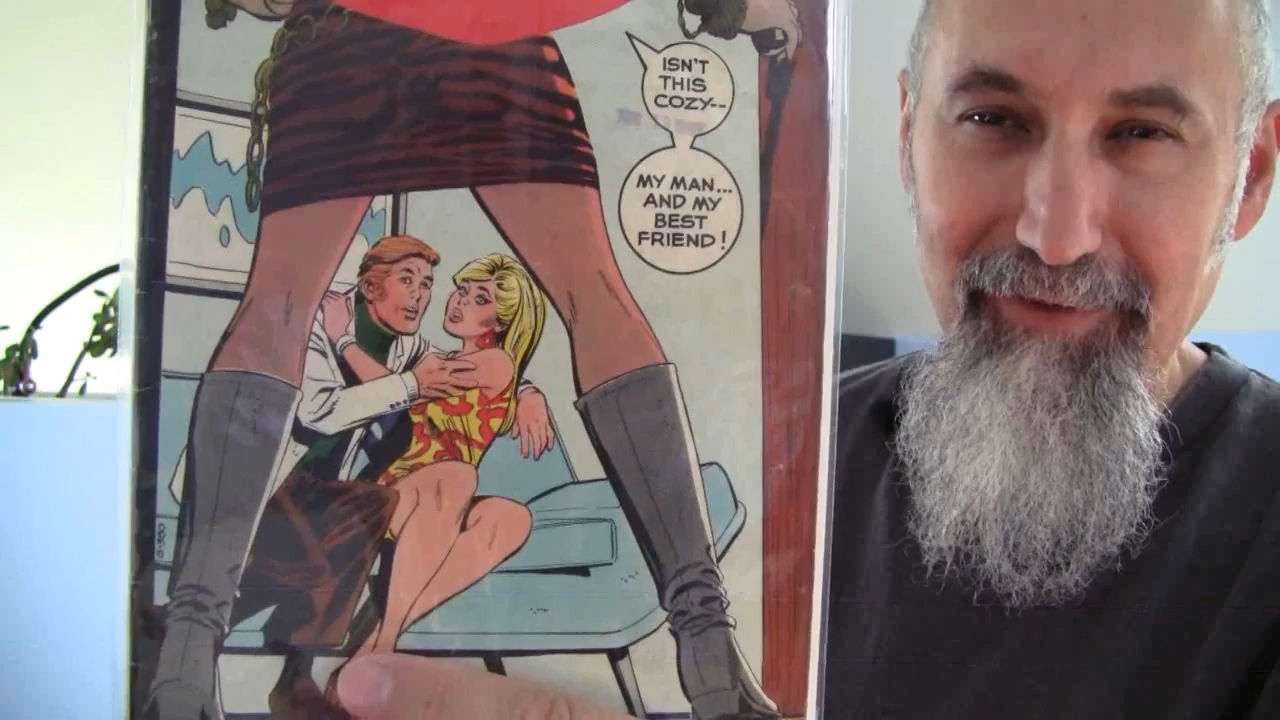 ISN'T
THIS
COZY--
MY MAN...
AND MY
BEST
FRIEND!